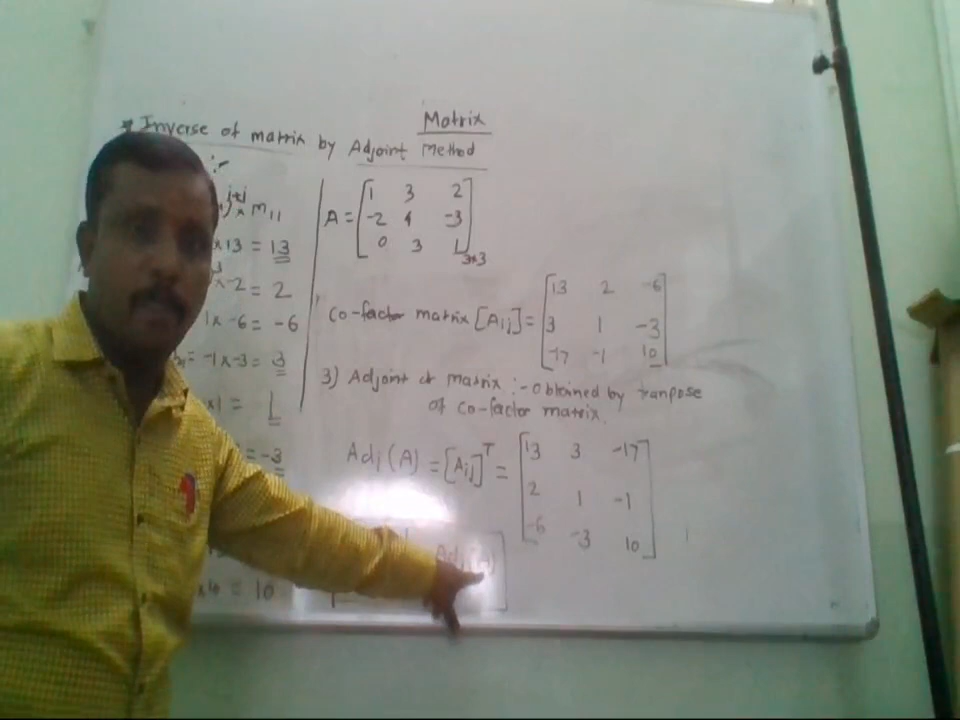 Matrix
* Inverse of matrix by Adjoint Method
:-
i+j
× M11
×13 = 13
×-2 = 2
1× -6 = -6
= -1×-3 = 3
×1 = 1
= -3
×10 = 10
A = [1 3 2
-2 4 -3
0 3 1] 3×3
Co-factor matrix [Aij] = [13 2 -6
3 1 -3
-17 -1 10]
3) Adjoint of matrix :- Obtained by tranpose
of co-factor matrix.
Adj (A) = [Aij]T = [13 3 -17
2 1 -1
-6 -3 10]
Adj(A)